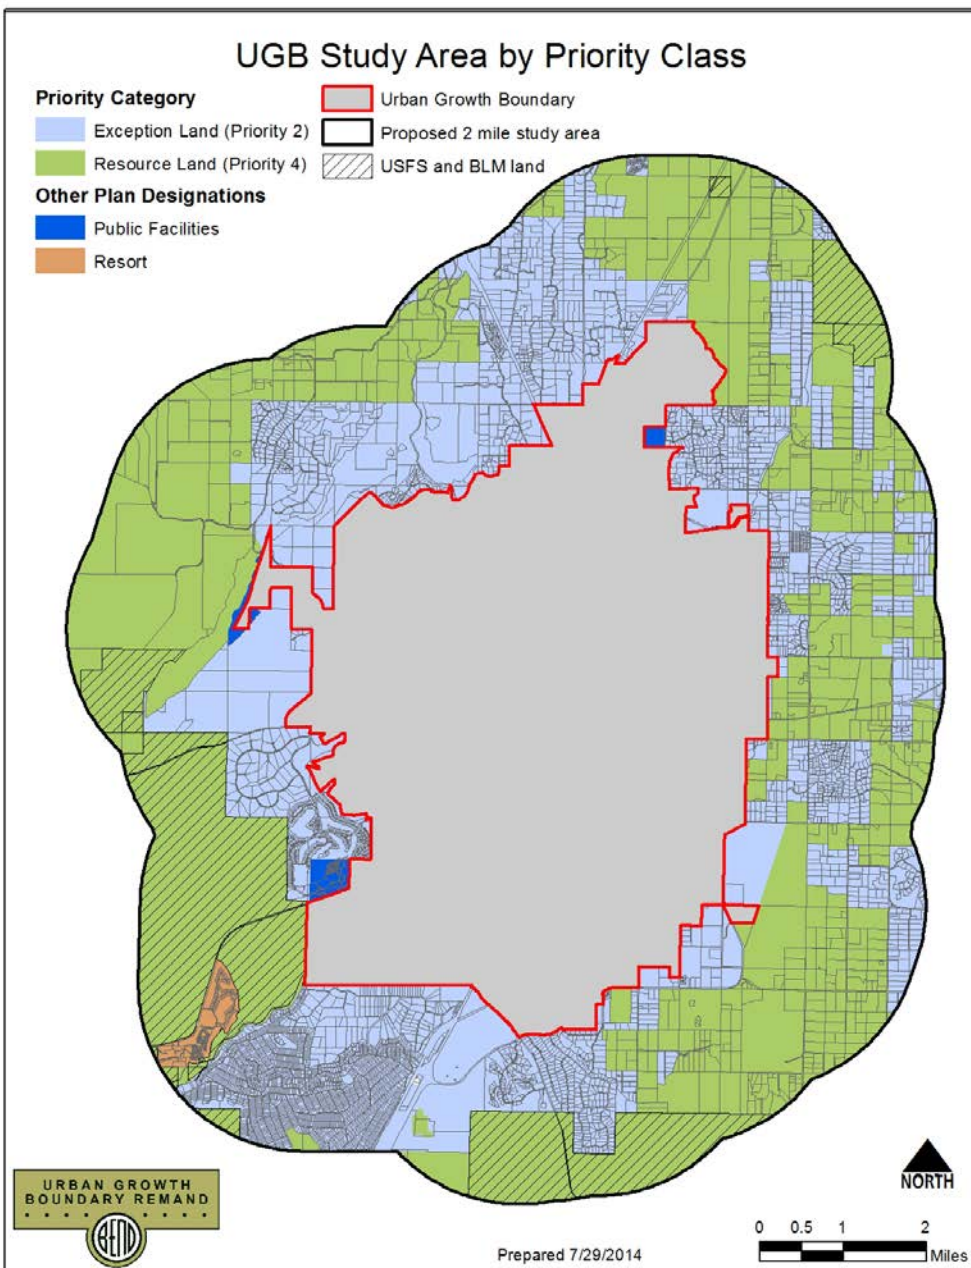 UGB Study Area by Priority Class
Priority Category
Exception Land (Priority 2)
Resource Land (Priority 4)
Other Plan Designations
Public Facilities
Resort
Urban Growth Boundary
Proposed 2 mile study area
USFS and BLM land
URBAN GROWTH
BOUNDARY REMAND
BEND
Prepared 7/29/2014
NORTH
0 0.5 1 2
Miles